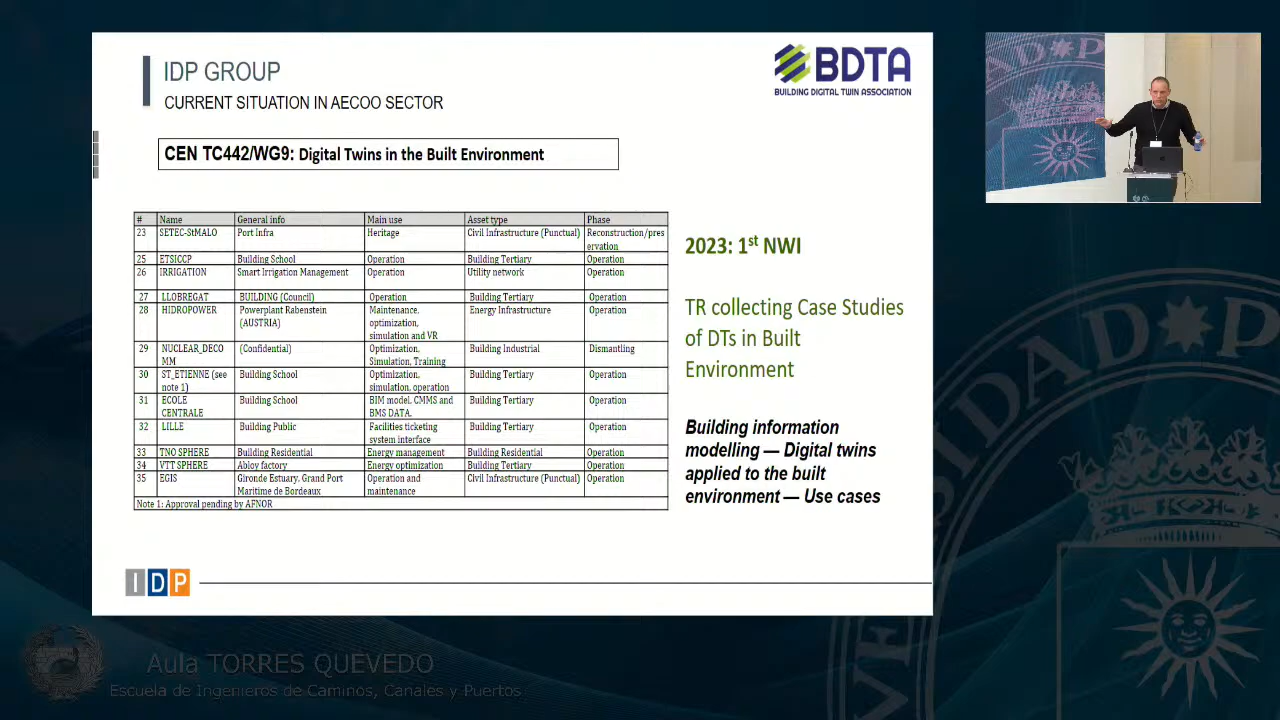 IDP GROUP
CURRENT SITUATION IN AECOO SECTOR
BDTA
BUILDING DIGITAL TWIN ASSOCIATION
CEN TC442/WG9: Digital Twins in the Built Environment
# Name General info Main use Asset type Phase
23 SETEC-StMALO Port Infra Heritage Civil Infrastructure (Punctual) Reconstruction/pres
ervation
25 ETSICCP Building School Operation Building Tertiary Operation
26 IRRIGATION Smart Irrigation Management Operation Utility network Operation
27 LLOBREGAT BUILDING (Council) Operation Building Tertiary Operation
28 HIDROPOWER Powerplant Rabenstein Maintenance, Energy Infrastructure Operation
(AUSTRIA) optimization,
simulation and VR
29 NUCLEAR_DECO (Confidential) Optimization, Building Industrial Dismantling
MM Simulation, Training
30 ST_ETIENNE (see Building School Optimization, Building Tertiary Operation
note 1) simulation, operation
31 ECOLE Building School BIM model, CMMS and Building Tertiary Operation
CENTRALE BMS DATA.
32 LILLE Building Public Facilities ticketing Building Tertiary Operation
system interface
33 TNO SPHERE Building Residential Energy management Building Residential Operation
34 VTT SPHERE Abloy factory Energy optimization Building Tertiary Operation
35 EGIS Gironde Estuary, Grand Port Operation and Civil Infrastructure (Punctual) Operation
Maritime de Bordeaux maintenance
Note 1: Approval pending by AFNOR
2023: 1st NWI
TR collecting Case Studies
of DTs in Built
Environment
Building information
modelling — Digital twins
applied to the built
environment — Use cases
IDP
Aula TORRES QUEVEDO
Escuela de Ingenieros de Caminos, Canales y Puertos